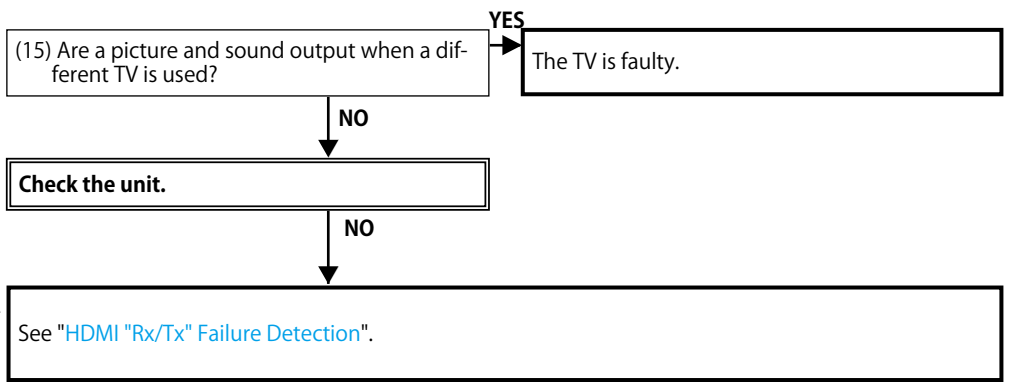 YES
(15) Are a picture and sound output when a dif-
ferent TV is used?
The TV is faulty.
NO
Check the unit.
NO
See "HDMI "Rx/Tx" Failure Detection".